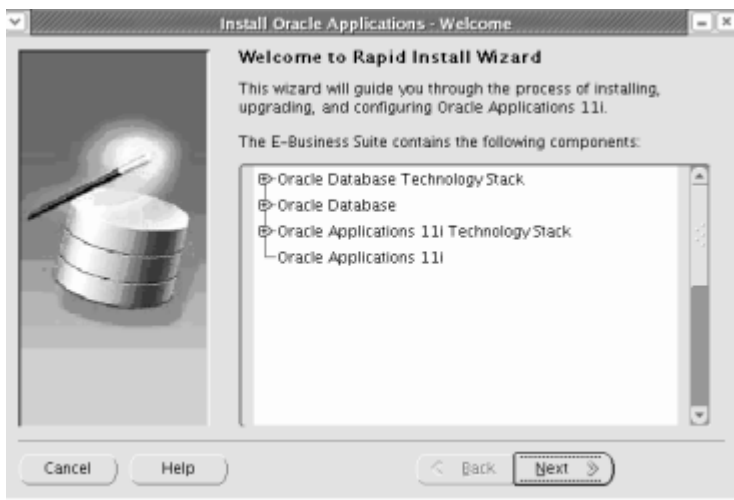 Install Oracle Applications - Welcome
Welcome to Rapid Install Wizard
This wizard will guide you through the process of installing,
upgrading, and configuring Oracle Applications 11i.
The E-Business Suite contains the following components:
Oracle Database Technology Stack
Oracle Database
Oracle Applications 11i Technology Stack
Oracle Applications 11i
Cancel
Help
Back
Next